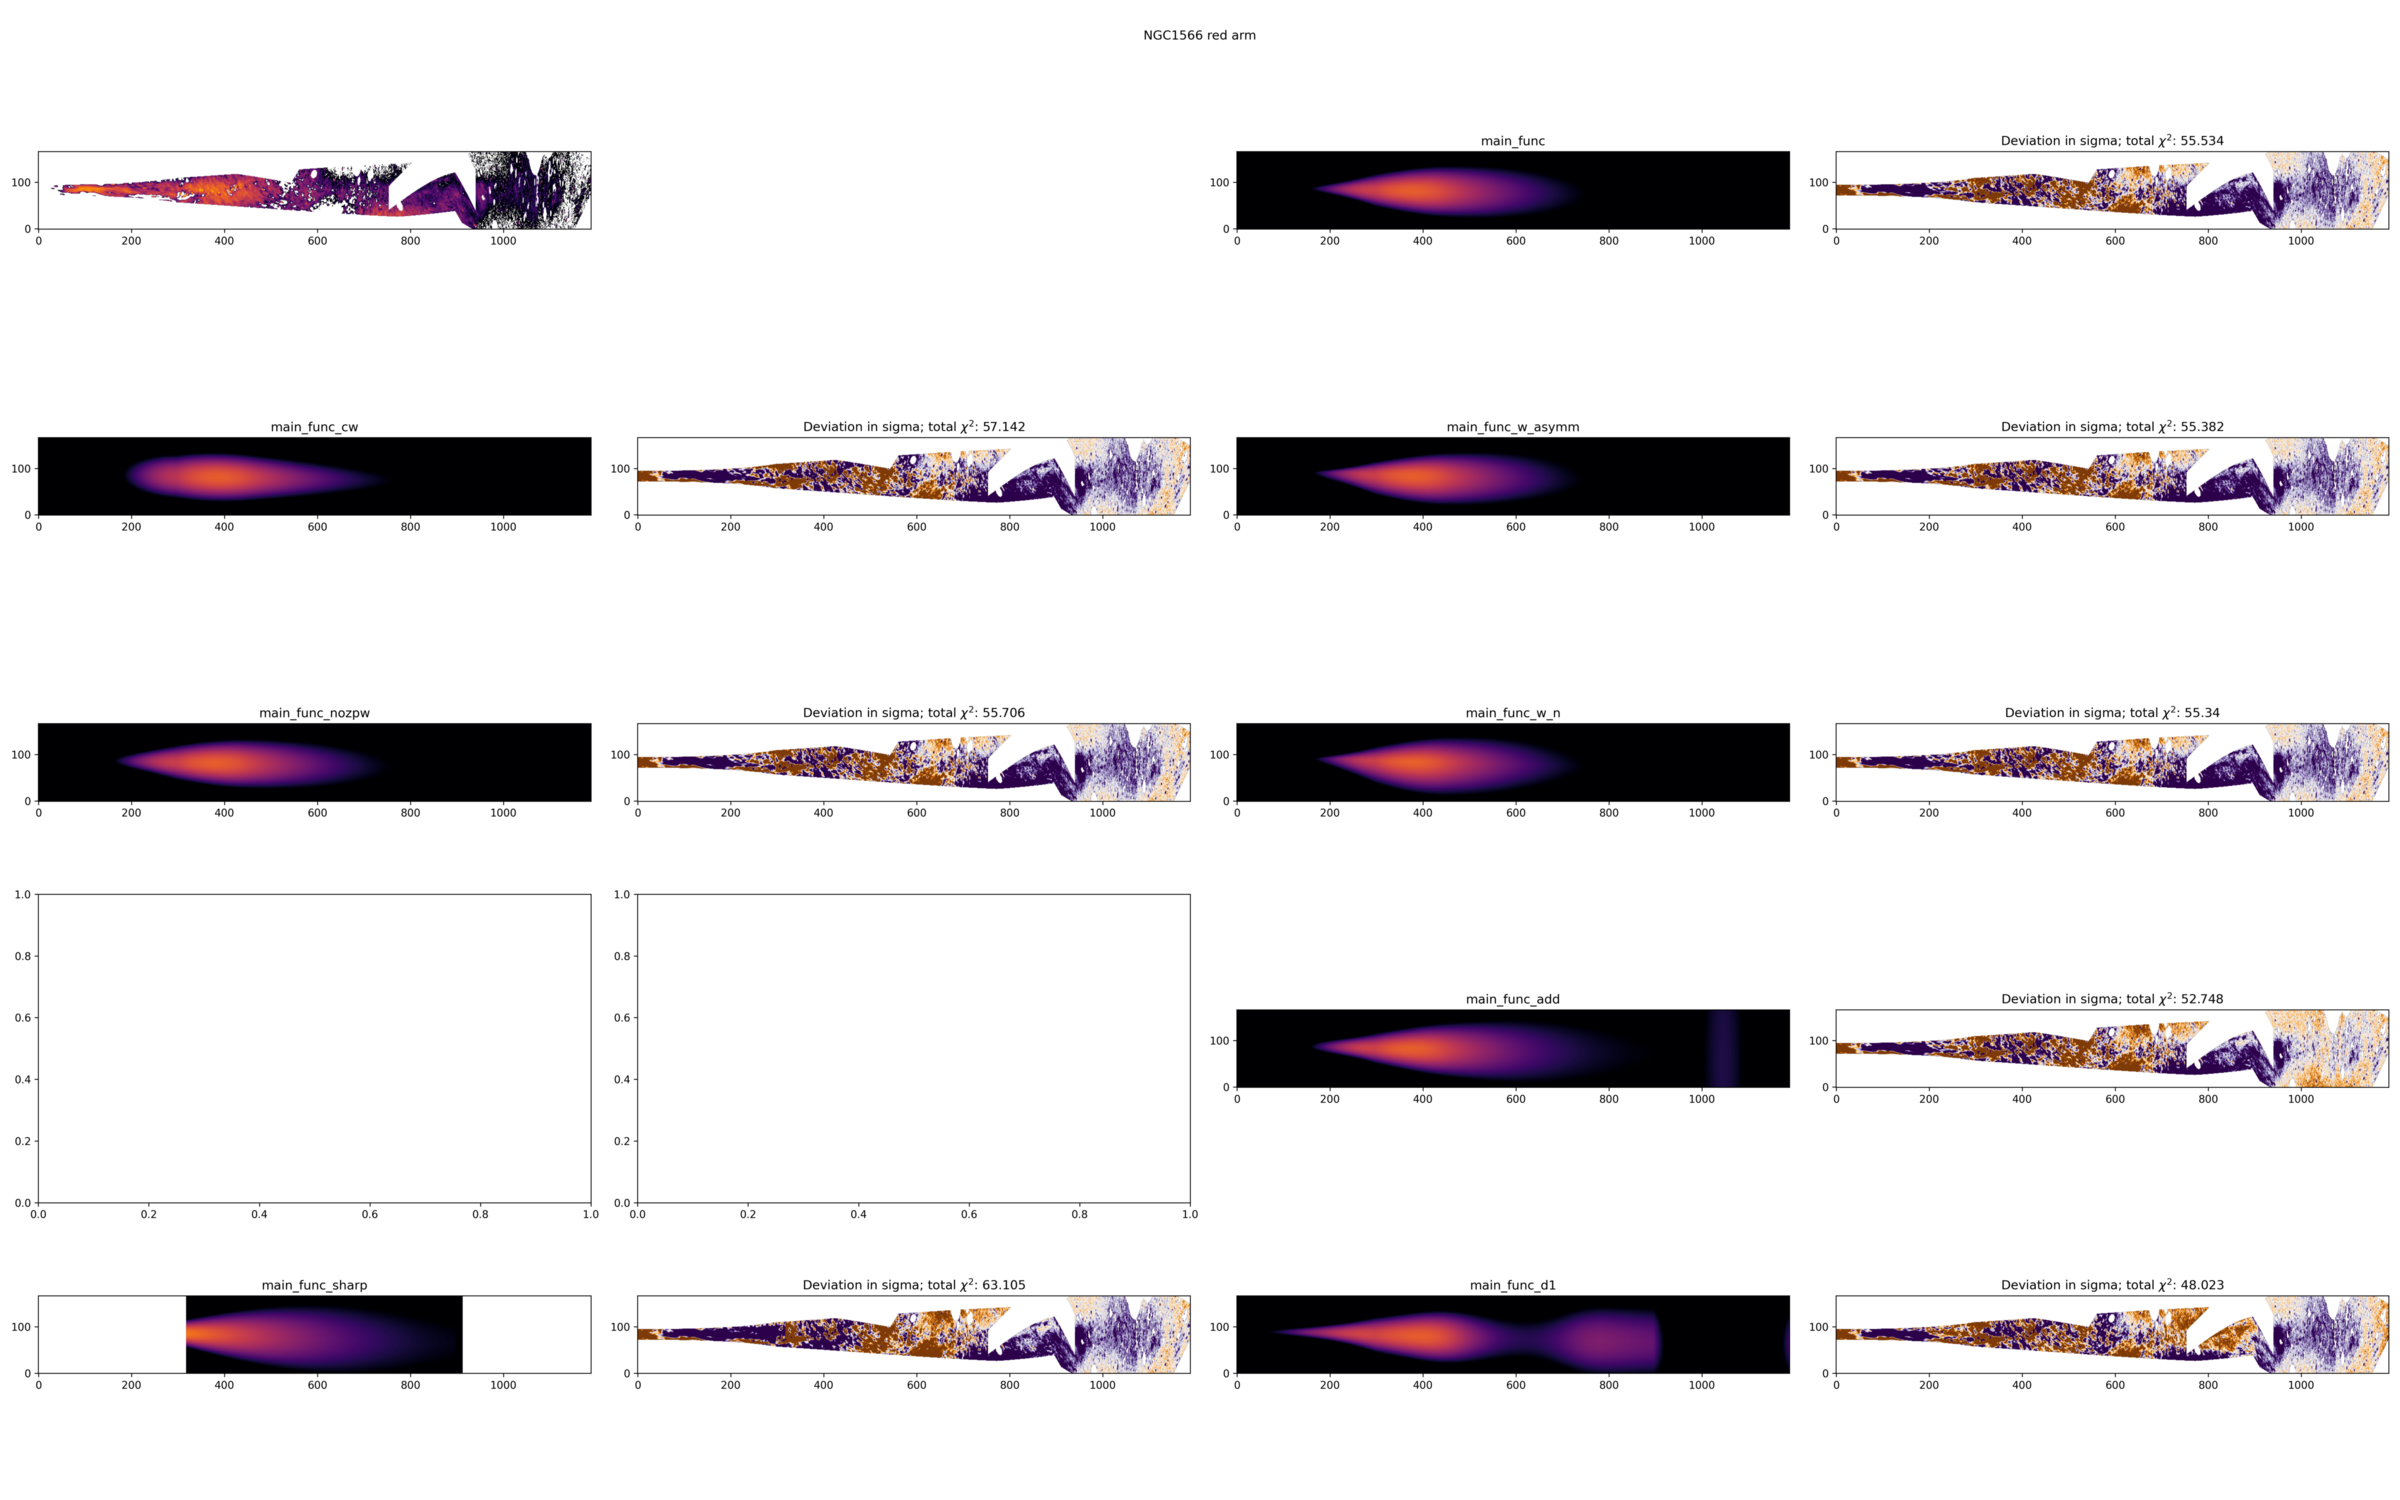 NGC1566 red arm
main_func
Deviation in sigma; total χ²: 55.534
100
0
0 200 400 600 800 1000
100
0
0 200 400 600 800 1000
100
0
0 200 400 600 800 1000
main_func_cw
Deviation in sigma; total χ²: 57.142
main_func_w_asymm
Deviation in sigma; total χ²: 55.382
100
0
0 200 400 600 800 1000
100
0
0 200 400 600 800 1000
100
0
0 200 400 600 800 1000
100
0
0 200 400 600 800 1000
main_func_nozpw
Deviation in sigma; total χ²: 55.706
main_func_w_n
Deviation in sigma; total χ²: 55.34
100
0
0 200 400 600 800 1000
100
0
0 200 400 600 800 1000
100
0
0 200 400 600 800 1000
100
0
0 200 400 600 800 1000
1.0
0.8
0.6
0.4
0.2
0.0
0.0 0.2 0.4 0.6 0.8 1.0
1.0
0.8
0.6
0.4
0.2
0.0
0.0 0.2 0.4 0.6 0.8 1.0
main_func_add
Deviation in sigma; total χ²: 52.748
100
0
0 200 400 600 800 1000
100
0
0 200 400 600 800 1000
main_func_sharp
Deviation in sigma; total χ²: 63.105
main_func_d1
Deviation in sigma; total χ²: 48.023
100
0
0 200 400 600 800 1000
100
0
0 200 400 600 800 1000
100
0
0 200 400 600 800 1000
100
0
0 200 400 600 800 1000